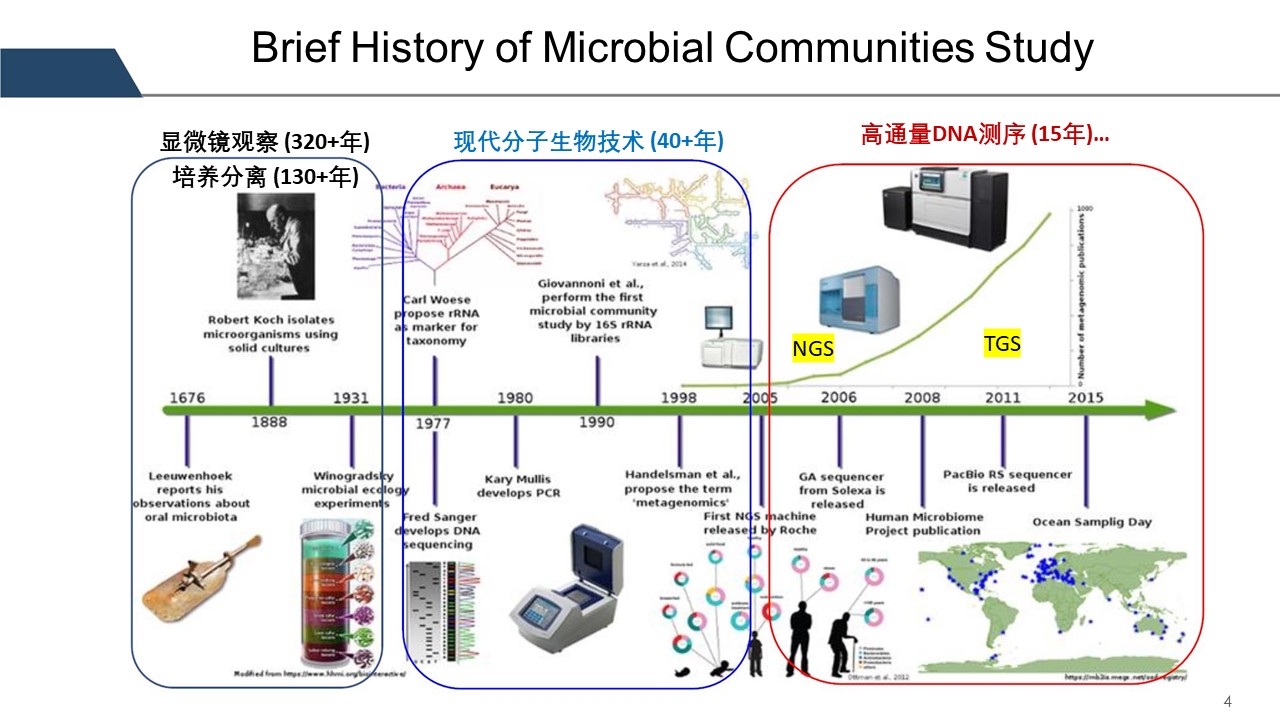 Brief History of Microbial Communities Study
显微镜观察 (320+年)
培养分离 (130+年)
现代分子生物技术 (40+年)
高通量DNA测序 (15年)...
Bacteria
Archaea
Eucarya
Yarza et al., 2014
Robert Koch isolates
microorganisms using
solid cultures
Carl Woese
propose rRNA
as marker for
taxonomy
Giovannoni et al.,
perform the first
microbial community
study by 16S rRNA
libraries
NGS
TGS
1000
Number of metagenomic publications
0
1676
1888
1931
1977
1980
1990
1998
2005
2006
2008
2011
2015
Leeuwenhoek
reports his
observations about
oral microbiota
Winogradsky
microbial ecology
experiments
Fred Sanger
develops DNA
sequencing
Kary Mullis
develops PCR
Handelsman et al.,
propose the term
'metagenomics'
First NGS machine
released by Roche
GA sequencer
from Solexa is
released
Human Microbiome
Project publication
PacBio RS sequencer
is released
Ocean Samplig Day
Modified from https://www.hhmi.org/biointeractive/
Ottman et al., 2012
4